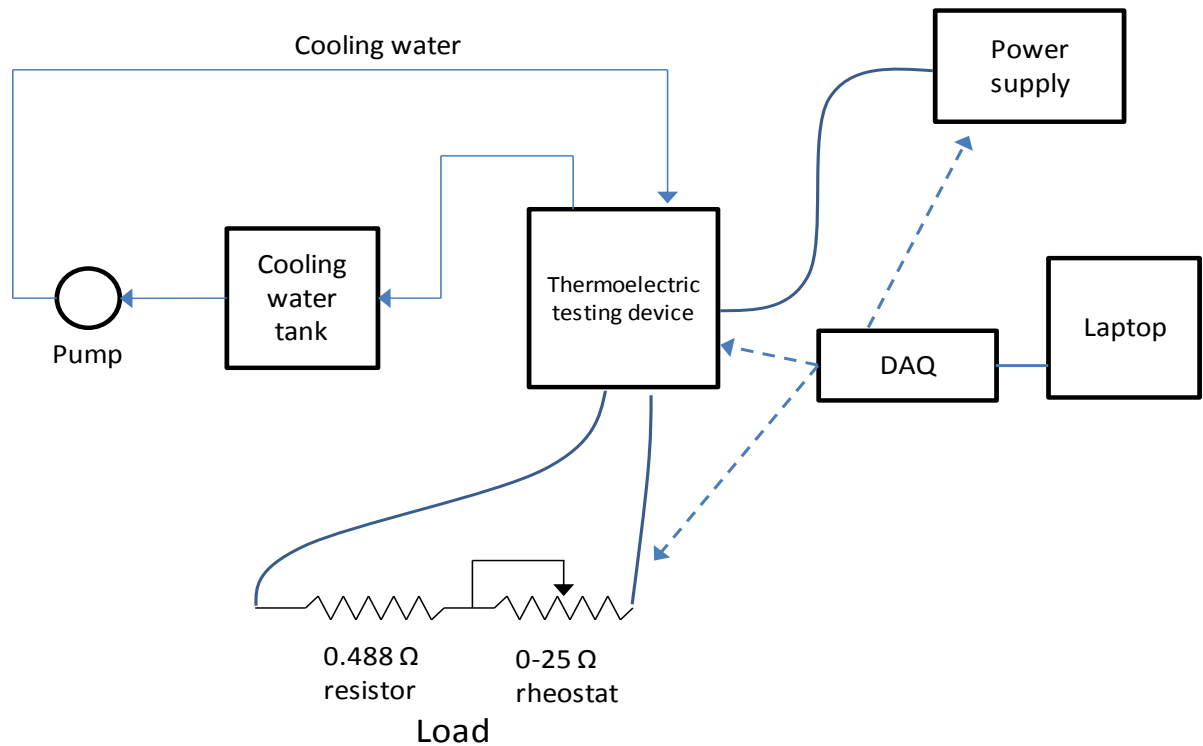 Cooling water
Power
supply
Cooling
water
tank
Thermoelectric
testing device
Laptop
Pump
DAQ
0.488 Ω
resistor
0-25 Ω
rheostat
Load